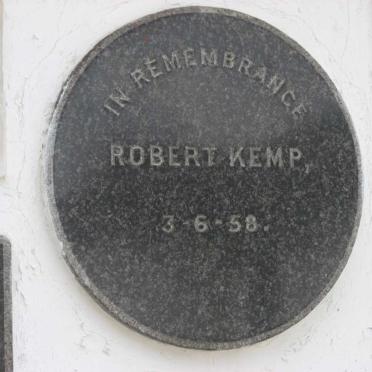 IN REMEMBRANCE
ROBERT KEMP,
3-6-58.